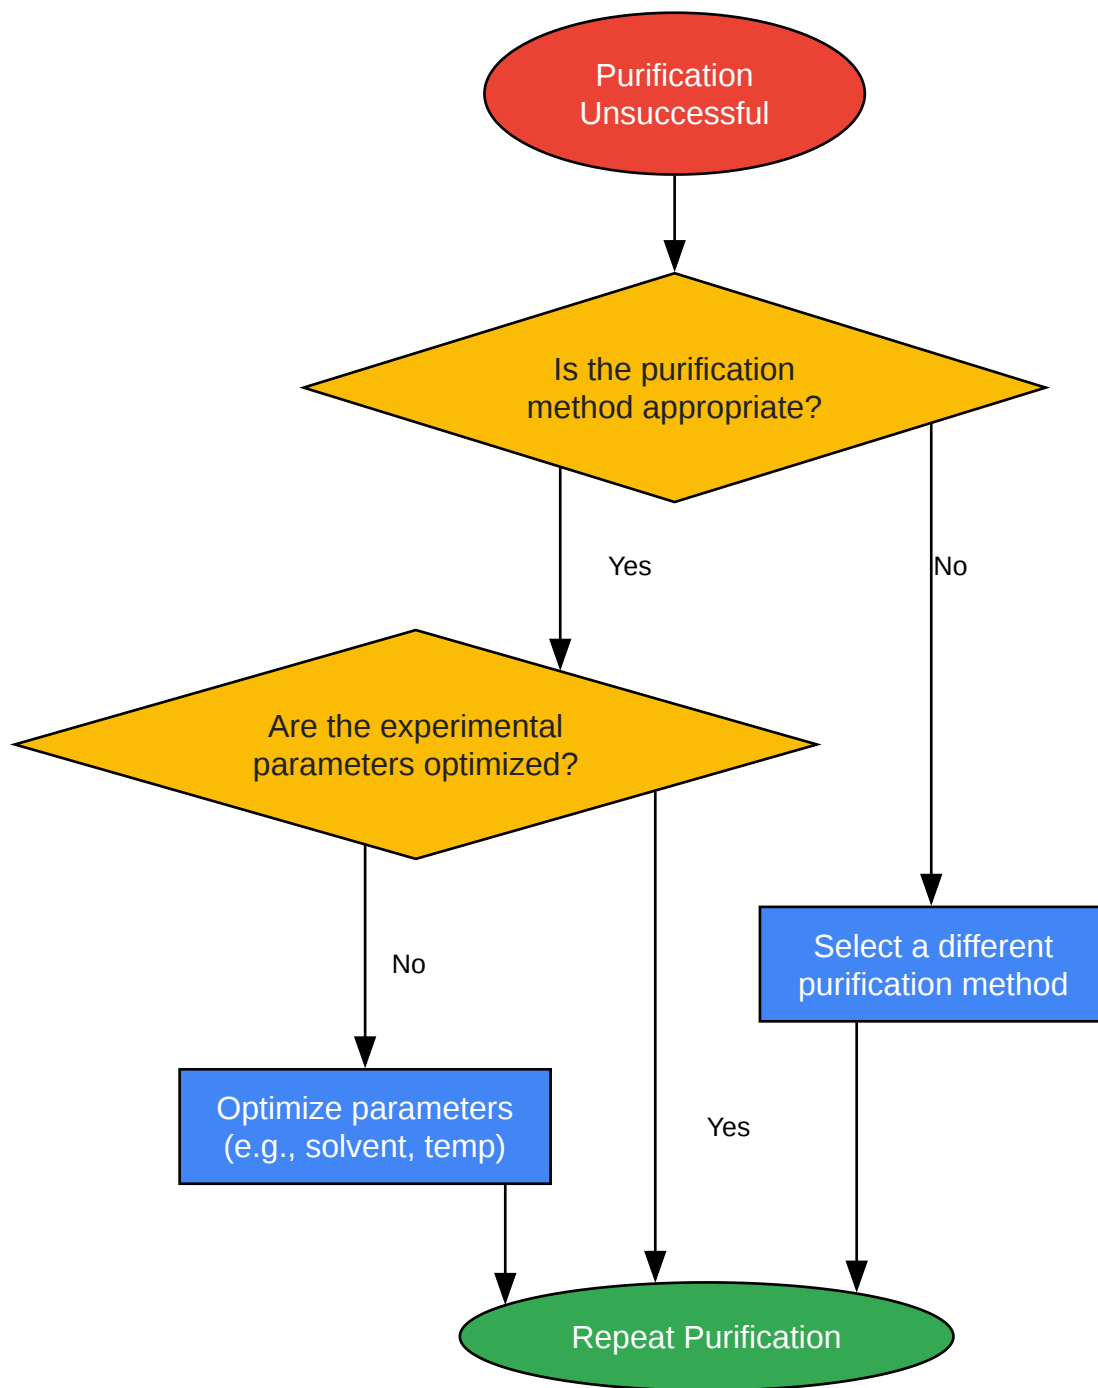 Purification
Unsuccessful
Is the purification
method appropriate?
Yes
No
Are the experimental
parameters optimized?
Select a different
purification method
No
Optimize parameters
(e.g., solvent, temp)
Yes
Repeat Purification